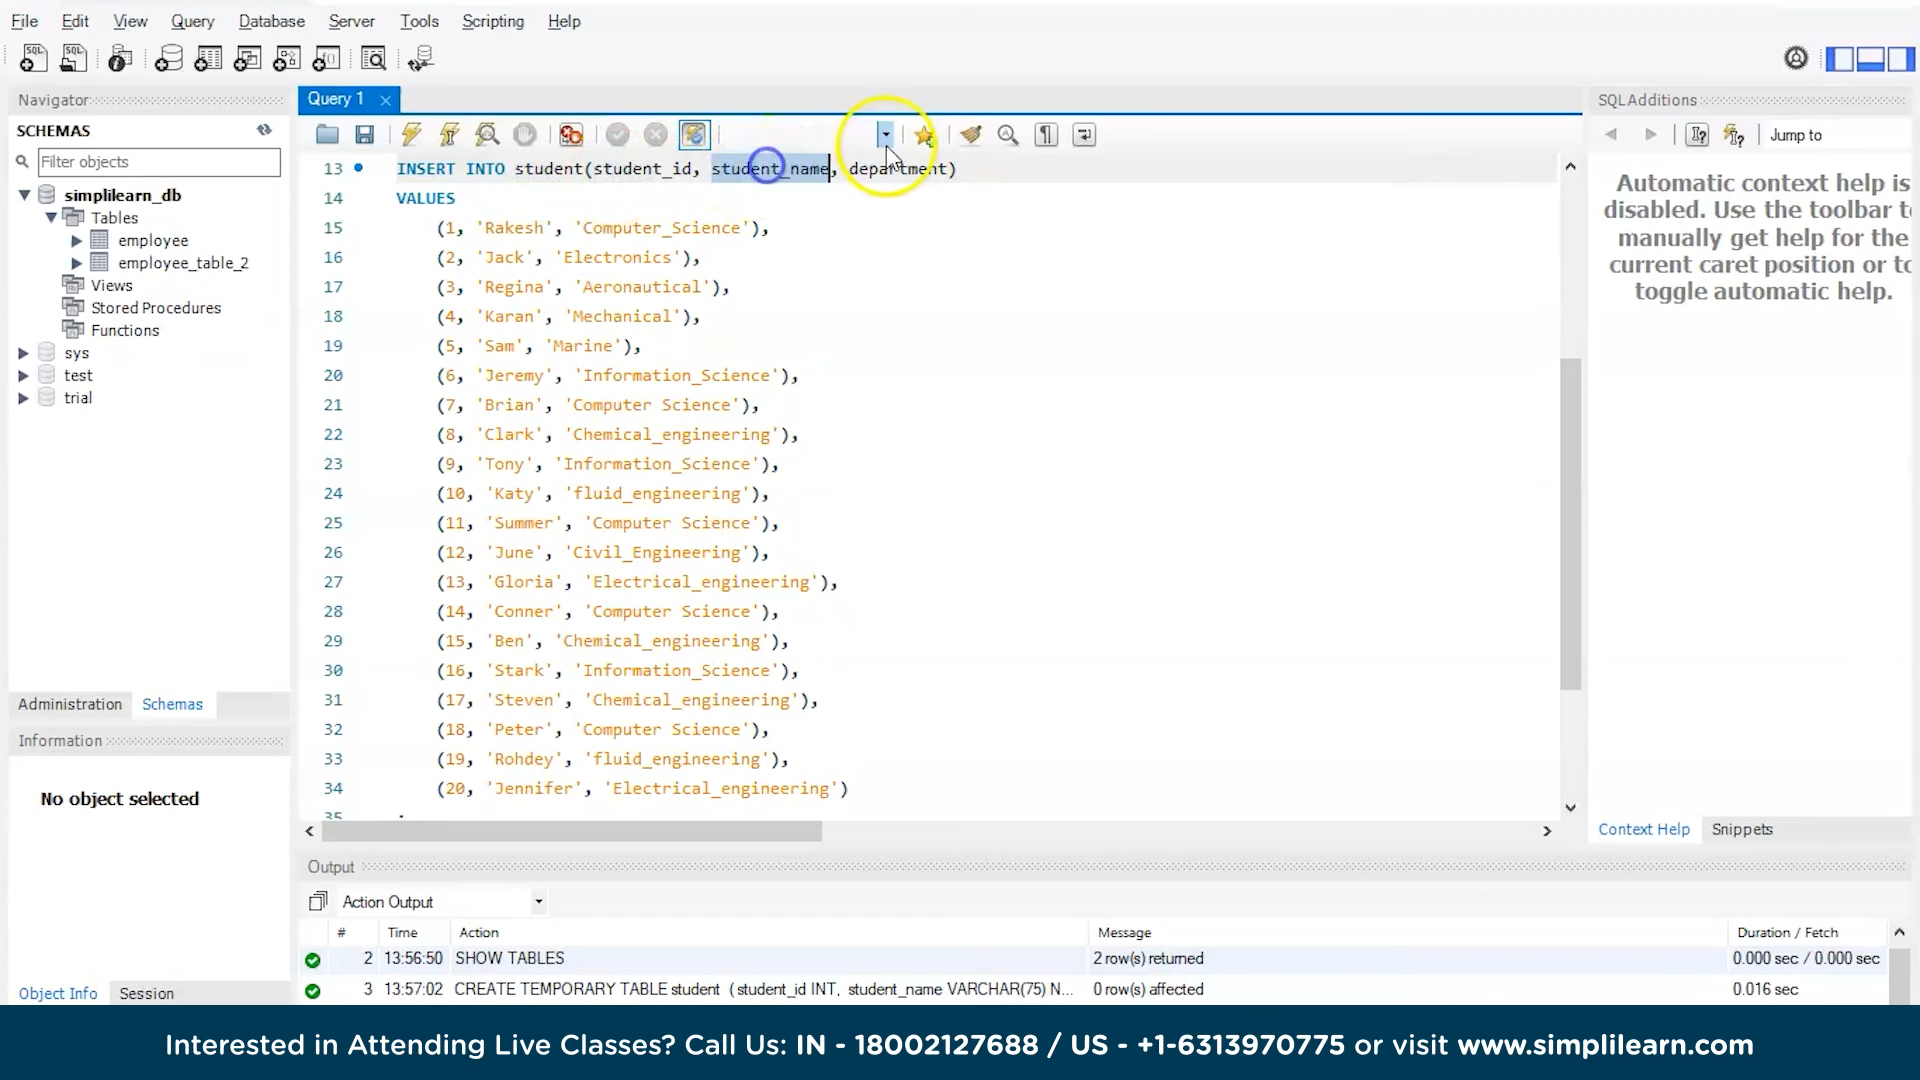 File Edit View Query Database Server Tools Scripting Help
Navigator
SCHEMAS
Filter objects
simplilearn_db
Tables
employee
employee_table_2
Views
Stored Procedures
Functions
sys
test
trial
Administration Schemas
Information
No object selected
Object Info Session
Query 1
13 INSERT INTO student(student_id, student_name, department)
14 VALUES
15 (1, 'Rakesh', 'Computer_Science'),
16 (2, 'Jack', 'Electronics'),
17 (3, 'Regina', 'Aeronautical'),
18 (4, 'Karan', 'Mechanical'),
19 (5, 'Sam', 'Marine'),
20 (6, 'Jeremy', 'Information_Science'),
21 (7, 'Brian', 'Computer Science'),
22 (8, 'Clark', 'Chemical_engineering'),
23 (9, 'Tony', 'Information_Science'),
24 (10, 'Katy', 'fluid_engineering'),
25 (11, 'Summer', 'Computer Science'),
26 (12, 'June', 'Civil_Engineering'),
27 (13, 'Gloria', 'Electrical_engineering'),
28 (14, 'Conner', 'Computer Science'),
29 (15, 'Ben', 'Chemical_engineering'),
30 (16, 'Stark', 'Information_Science'),
31 (17, 'Steven', 'Chemical_engineering'),
32 (18, 'Peter', 'Computer Science'),
33 (19, 'Rohdey', 'fluid_engineering'),
34 (20, 'Jennifer', 'Electrical_engineering')
35
SQLAdditions
Jump to
Automatic context help is
disabled. Use the toolbar
manually get help for the
current caret position or
toggle automatic help.
Context Help Snippets
Output
Action Output
# Time Action Message Duration / Fetch
2 13:56:50 SHOW TABLES 2 row(s) returned 0.000 sec / 0.000 sec
3 13:57:02 CREATE TEMPORARY TABLE student ( student_id INT, student_name VARCHAR(75) N... 0 row(s) affected 0.016 sec
Interested in Attending Live Classes? Call Us: IN - 18002127688 / US - +1-6313970775 or visit www.simplilearn.com